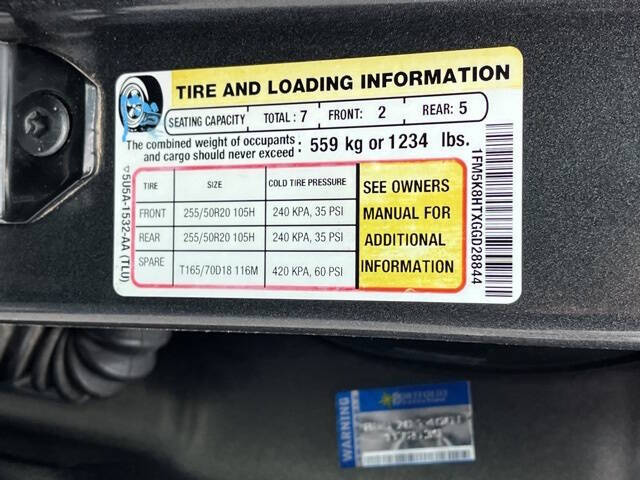 TIRE AND LOADING INFORMATION
SEATING CAPACITY TOTAL: 7 FRONT: 2 REAR: 5
The combined weight of occupants and cargo should never exceed : 559 kg or 1234 lbs.
TIRE SIZE COLD TIRE PRESSURE
FRONT 255/50R20 105H 240 KPA, 35 PSI
REAR 255/50R20 105H 240 KPA, 35 PSI
SPARE T165/70D18 116M 420 KPA, 60 PSI
SEE OWNERS
MANUAL FOR
ADDITIONAL
INFORMATION
5U5A-1532-AA (TLU)
1FM5K8HTXGGD28844
WARNING